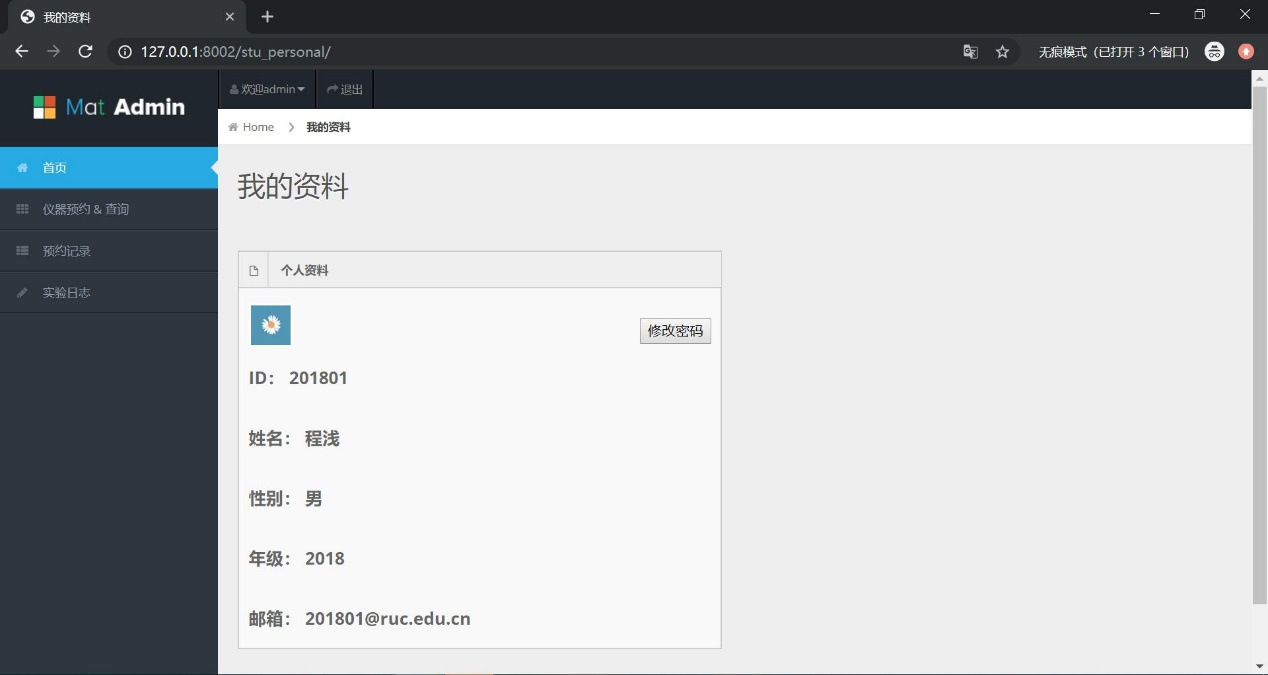 我的资料
127.0.0.1:8002/stu_personal/
无痕模式（已打开 3 个窗口）
Mat Admin
欢迎admin
退出
Home
我的资料
首页
仪器预约 & 查询
预约记录
实验日志
我的资料
个人资料
修改密码
ID： 201801
姓名： 程浅
性别： 男
年级： 2018
邮箱： 201801@ruc.edu.cn